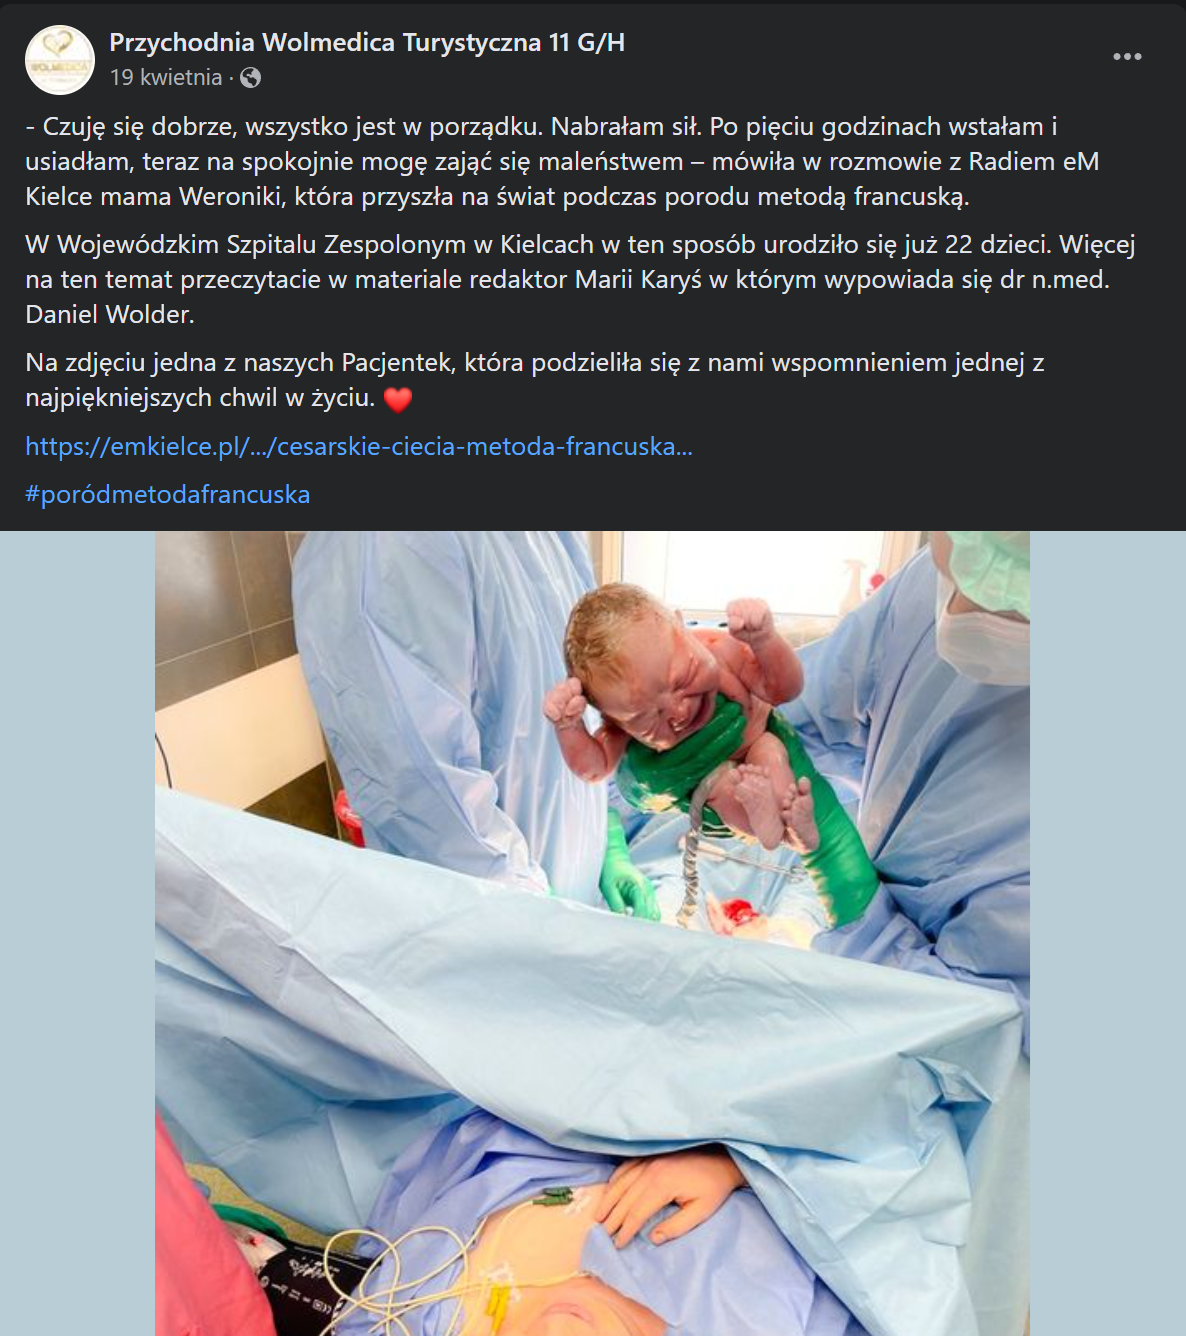 Przychodnia Wolmedica Turystyczna 11 G/H
WOLMEDICA
19 kwietnia ·
- Czuję się dobrze, wszystko jest w porządku. Nabrałam sił. Po pięciu godzinach wstałam i
usiadłam, teraz na spokojnie mogę zająć się maleństwem – mówiła w rozmowie z Radiem eM
Kielce mama Weroniki, która przyszła na świat podczas porodu metodą francuską.
W Wojewódzkim Szpitalu Zespolonym w Kielcach w ten sposób urodziło się już 22 dzieci. Więcej
na ten temat przeczytacie w materiale redaktor Marii Karyś w którym wypowiada się dr n.med.
Daniel Wolder.
Na zdjęciu jedna z naszych Pacjentek, która podzieliła się z nami wspomnieniem jednej z
najpiękniejszych chwil w życiu. ❤️
https://emkielce.pl/.../cesarskie-ciecia-metoda-francuska...
#poródmetodafrancuska